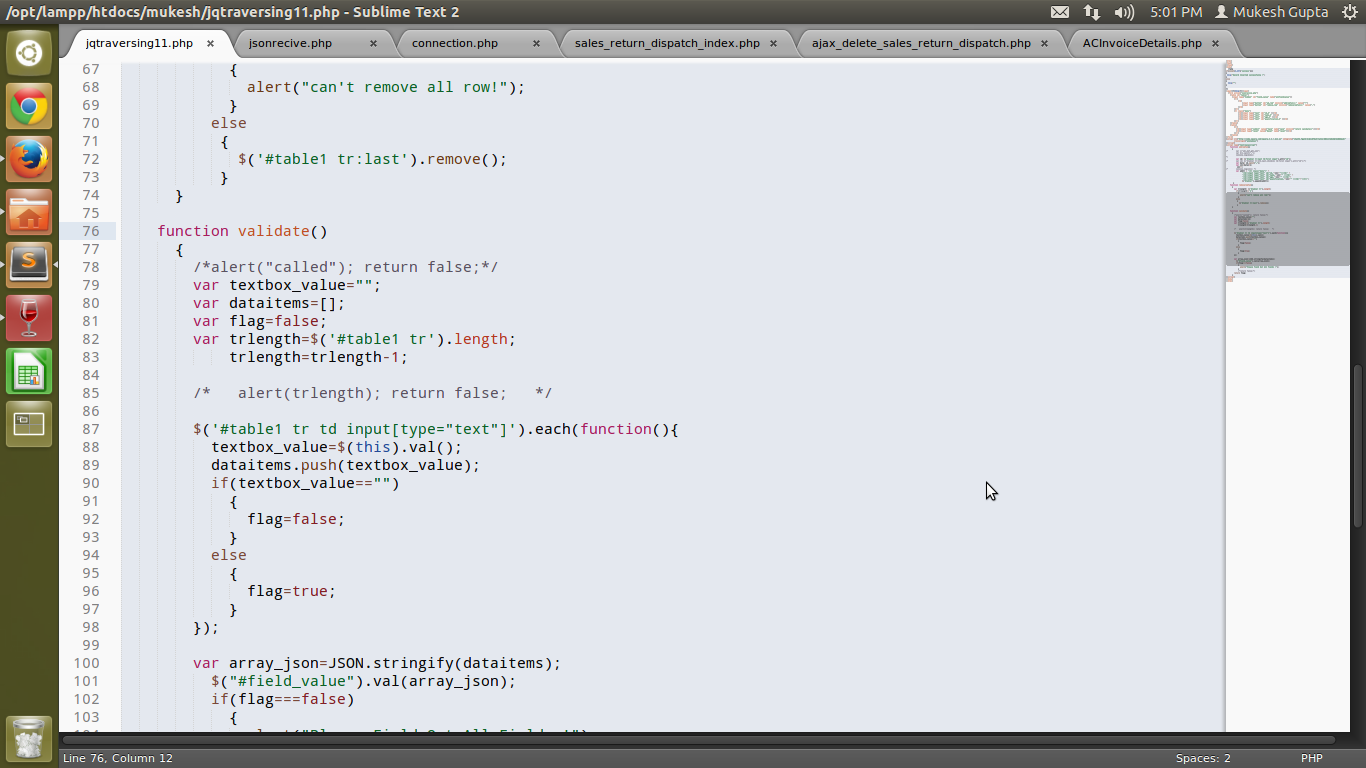 /opt/lampp/htdocs/mukesh/jqtraversing11.php - Sublime Text 2
5:01 PM Mukesh Gupta
jqtraversing11.php × jsonrecive.php × connection.php × sales_return_dispatch_index.php × ajax_delete_sales_return_dispatch.php × ACInvoiceDetails.php ×
67 {
68 alert("can't remove all row!");
69 }
70 else
71 {
72 $('#table1 tr:last').remove();
73 }
74 }
75
76 function validate()
77 {
78 /*alert("called"); return false;*/
79 var textbox_value="";
80 var dataitems=[];
81 var flag=false;
82 var trlength=$('#table1 tr').length;
83 trlength=trlength-1;
84
85 /* alert(trlength); return false; */
86
87 $('#table1 tr td input[type="text"]').each(function(){
88 textbox_value=$(this).val();
89 dataitems.push(textbox_value);
90 if(textbox_value=="")
91 {
92 flag=false;
93 }
94 else
95 {
96 flag=true;
97 }
98 });
99
100 var array_json=JSON.stringify(dataitems);
101 $("#field_value").val(array_json);
102 if(flag===false)
103 {
Line 76, Column 12 Spaces: 2 PHP